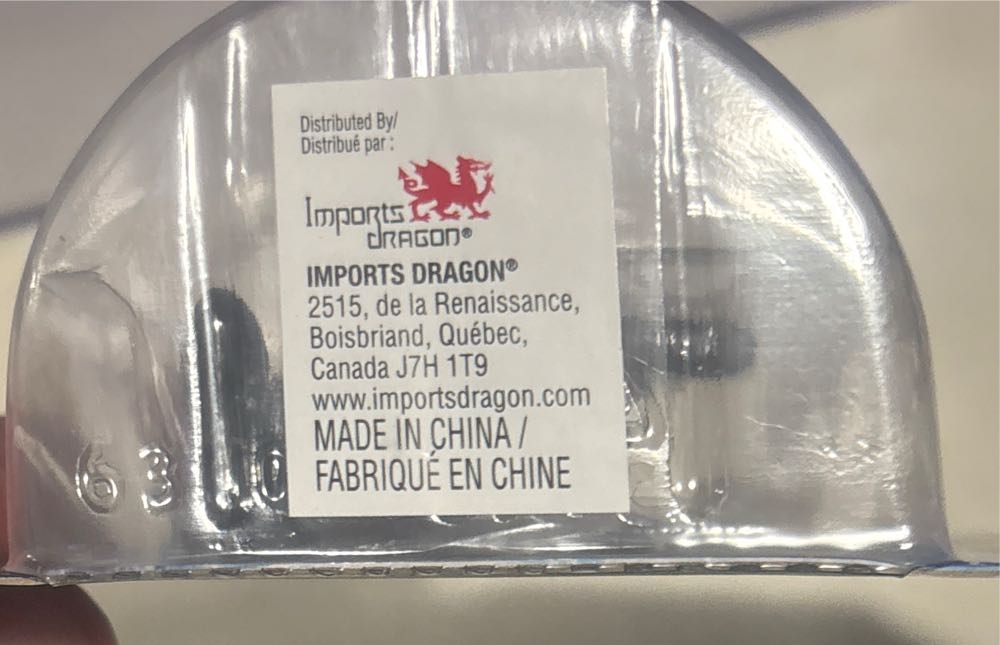 Distributed By/
Distribué par :
Imports
DRAGON®
IMPORTS DRAGON®
2515, de la Renaissance,
Boisbriand, Québec,
Canada J7H 1T9
www.importsdragon.com
MADE IN CHINA /
FABRIQUÉ EN CHINE
63